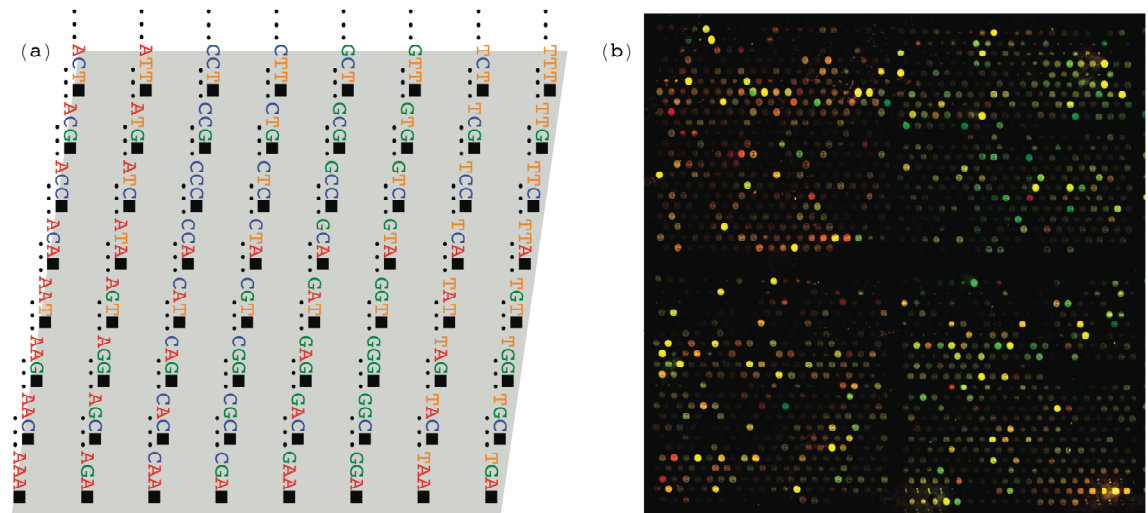 (a)
ACT ATT CCT CTT GCT GTT TCT TTT
ACG ATG CCG CTG GCG GTG TCG TTG
ACC ATC CCC CTC GCC GTC TCC TTC
ACA ATA CCA CTA GCA GTA TCA TTA
AAT AGT CAT CGT GAT GGT TAT TGT
AAG AGG CAG CGG GAG GGG TAG TGG
AAC AGC CAC CGC GAC GGC TAC TGC
AAA AGA CAA CGA GAA GGA TAA TGA
(b)